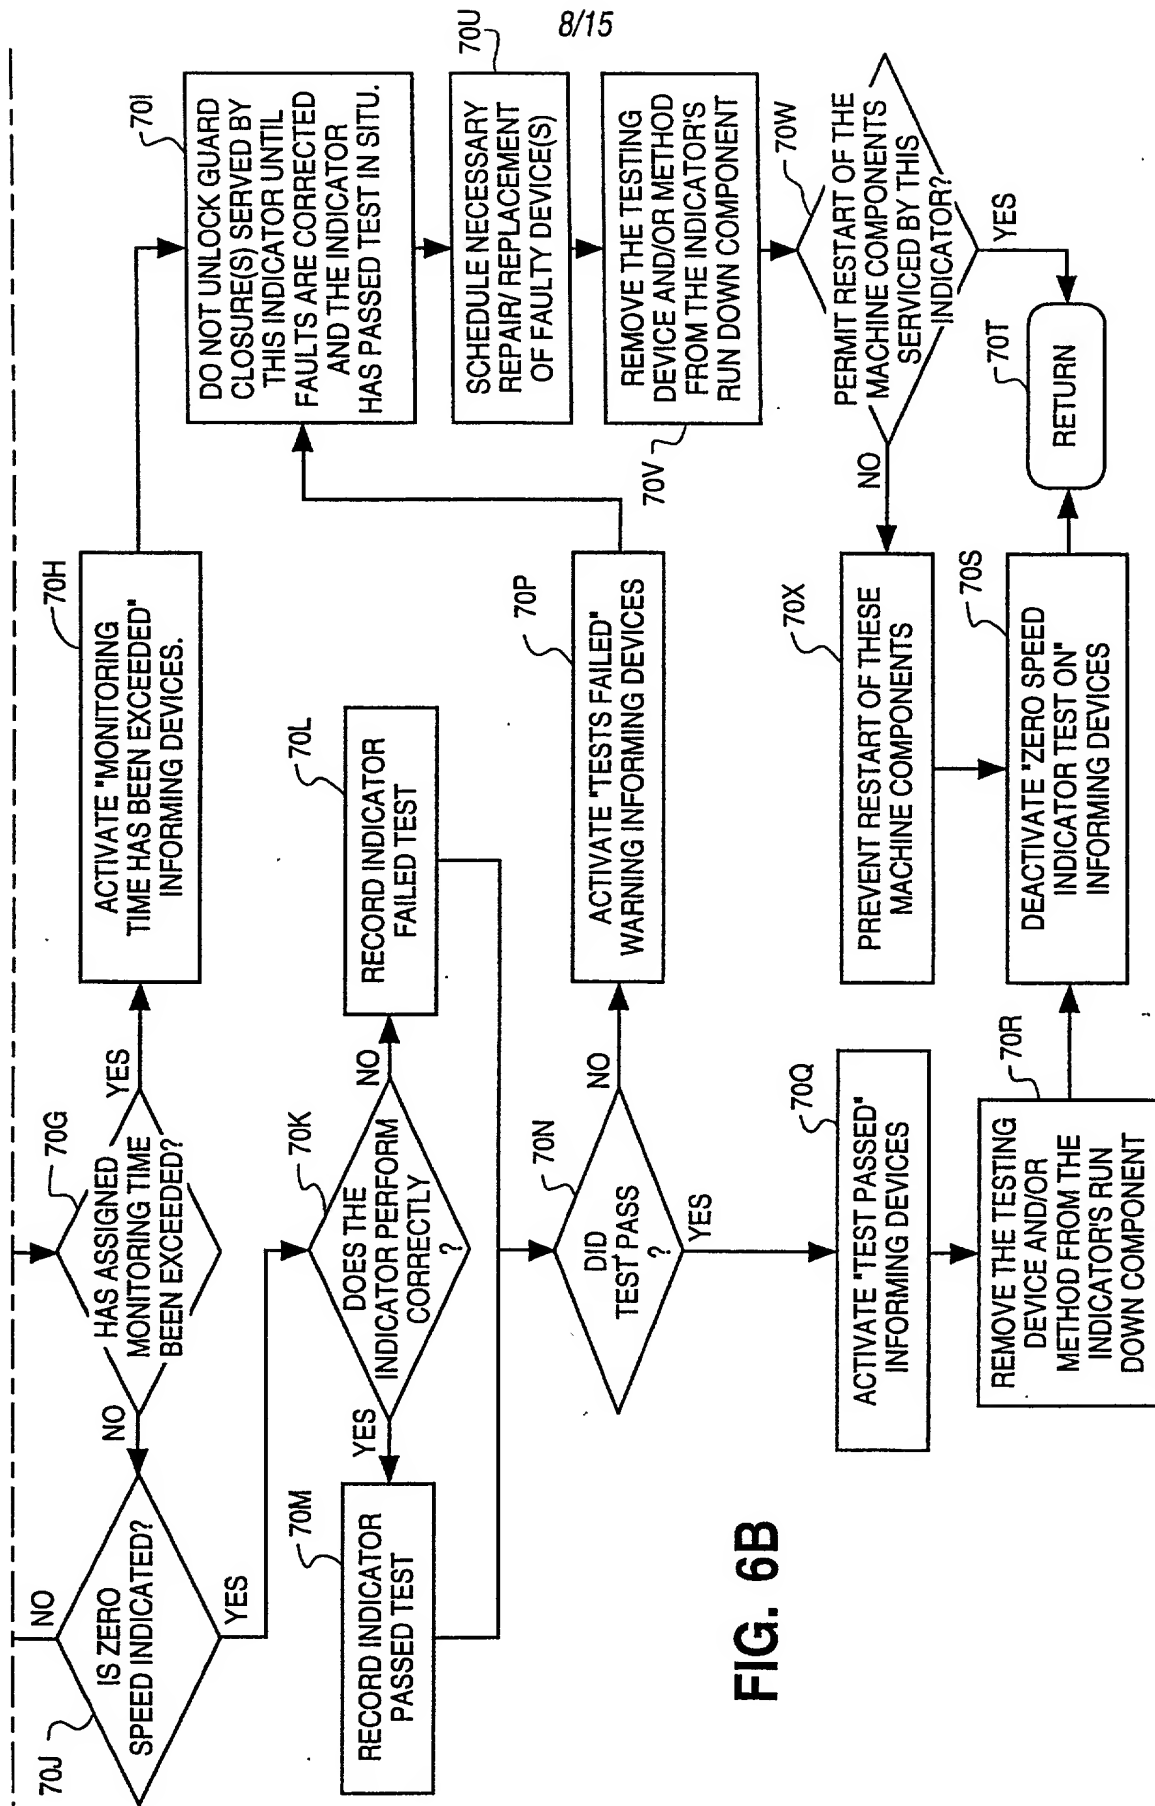 8/15
70G
HAS ASSIGNED
MONITORING TIME
BEEN EXCEEDED?
YES
NO
70H
ACTIVATE "MONITORING
TIME HAS BEEN EXCEEDED"
INFORMING DEVICES.
70I
DO NOT UNLOCK GUARD
CLOSURE(S) SERVED BY
THIS INDICATOR UNTIL
FAULTS ARE CORRECTED
AND THE INDICATOR
HAS PASSED TEST IN SITU.
70J
IS ZERO
SPEED INDICATED?
NO
YES
70K
DOES THE
INDICATOR PERFORM
CORRECTLY
?
NO
YES
70L
RECORD INDICATOR
FAILED TEST
70M
RECORD INDICATOR
PASSED TEST
70N
DID
TEST PASS
?
NO
YES
70P
ACTIVATE "TESTS FAILED"
WARNING INFORMING DEVICES
70U
SCHEDULE NECESSARY
REPAIR/ REPLACEMENT
OF FAULTY DEVICE(S)
70V
REMOVE THE TESTING
DEVICE AND/OR METHOD
FROM THE INDICATOR'S
RUN DOWN COMPONENT
70W
PERMIT RESTART OF THE
MACHINE COMPONENTS
SERVICED BY THIS
INDICATOR?
NO
YES
70X
PREVENT RESTART OF THESE
MACHINE COMPONENTS
70Q
ACTIVATE "TEST PASSED"
INFORMING DEVICES
70R
REMOVE THE TESTING
DEVICE AND/OR
METHOD FROM THE
INDICATOR'S RUN
DOWN COMPONENT
70S
DEACTIVATE "ZERO SPEED
INDICATOR TEST ON"
INFORMING DEVICES
70T
RETURN
FIG. 6B